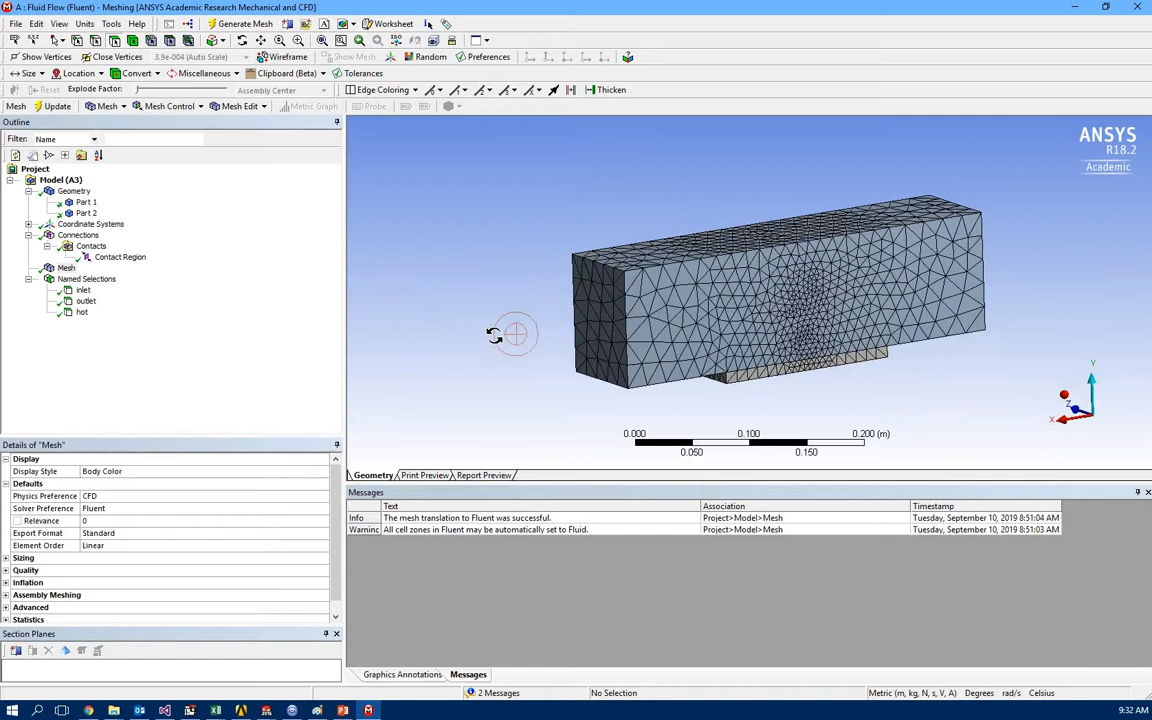 A : Fluid Flow (Fluent) - Meshing [ANSYS Academic Research Mechanical and CFD]
File Edit View Units Tools Help Generate Mesh Worksheet
Show Vertices Close Vertices 3.9e-004 (Auto Scale) Wireframe Show Mesh Random Preferences
Size Location Convert Miscellaneous Clipboard (Beta) Tolerances
Reset Explode Factor: Assembly Center Edge Coloring Thicken
Mesh Update Mesh Mesh Control Mesh Edit Metric Graph Probe
Outline
Filter: Name
Project
Model (A3)
Geometry
Part 1
Part 2
Coordinate Systems
Connections
Contacts
Contact Region
Mesh
Named Selections
inlet
outlet
hot
Details of "Mesh"
Display
Display Style Body Color
Defaults
Physics Preference CFD
Solver Preference Fluent
Relevance 0
Export Format Standard
Element Order Linear
Sizing
Quality
Inflation
Assembly Meshing
Advanced
Statistics
Section Planes
ANSYS
R18.2
Academic
Y
Z
X
0.000 0.100 0.200 (m)
0.050 0.150
Geometry Print Preview Report Preview
Messages
Text Association Timestamp
Info The mesh translation to Fluent was successful. Project>Model>Mesh Tuesday, September 10, 2019 8:51:04 AM
Warning All cell zones in Fluent may be automatically set to Fluid. Project>Model>Mesh Tuesday, September 10, 2019 8:51:03 AM
Graphics Annotations Messages
2 Messages No Selection Metric (m, kg, N, s, V, A) Degrees rad/s Celsius
9:32 AM